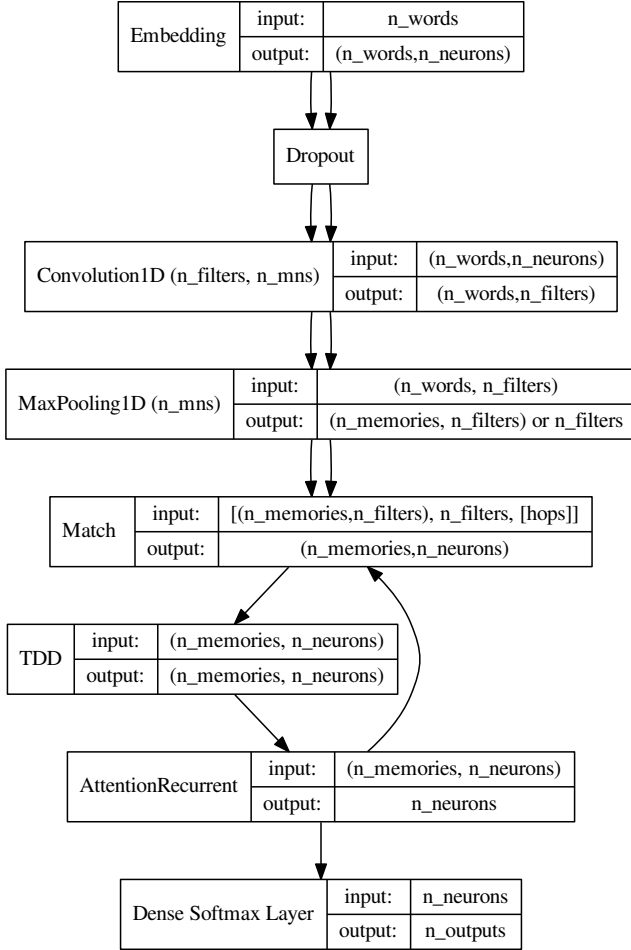 Embedding
input:
n_words
output:
(n_words,n_neurons)
Dropout
Convolution1D (n_filters, n_mns)
input:
(n_words,n_neurons)
output:
(n_words,n_filters)
MaxPooling1D (n_mns)
input:
(n_words, n_filters)
output:
(n_memories, n_filters) or n_filters
Match
input:
[(n_memories,n_filters), n_filters, [hops]]
output:
(n_memories,n_neurons)
TDD
input:
(n_memories, n_neurons)
output:
(n_memories, n_neurons)
AttentionRecurrent
input:
(n_memories, n_neurons)
output:
n_neurons
Dense Softmax Layer
input:
n_neurons
output:
n_outputs